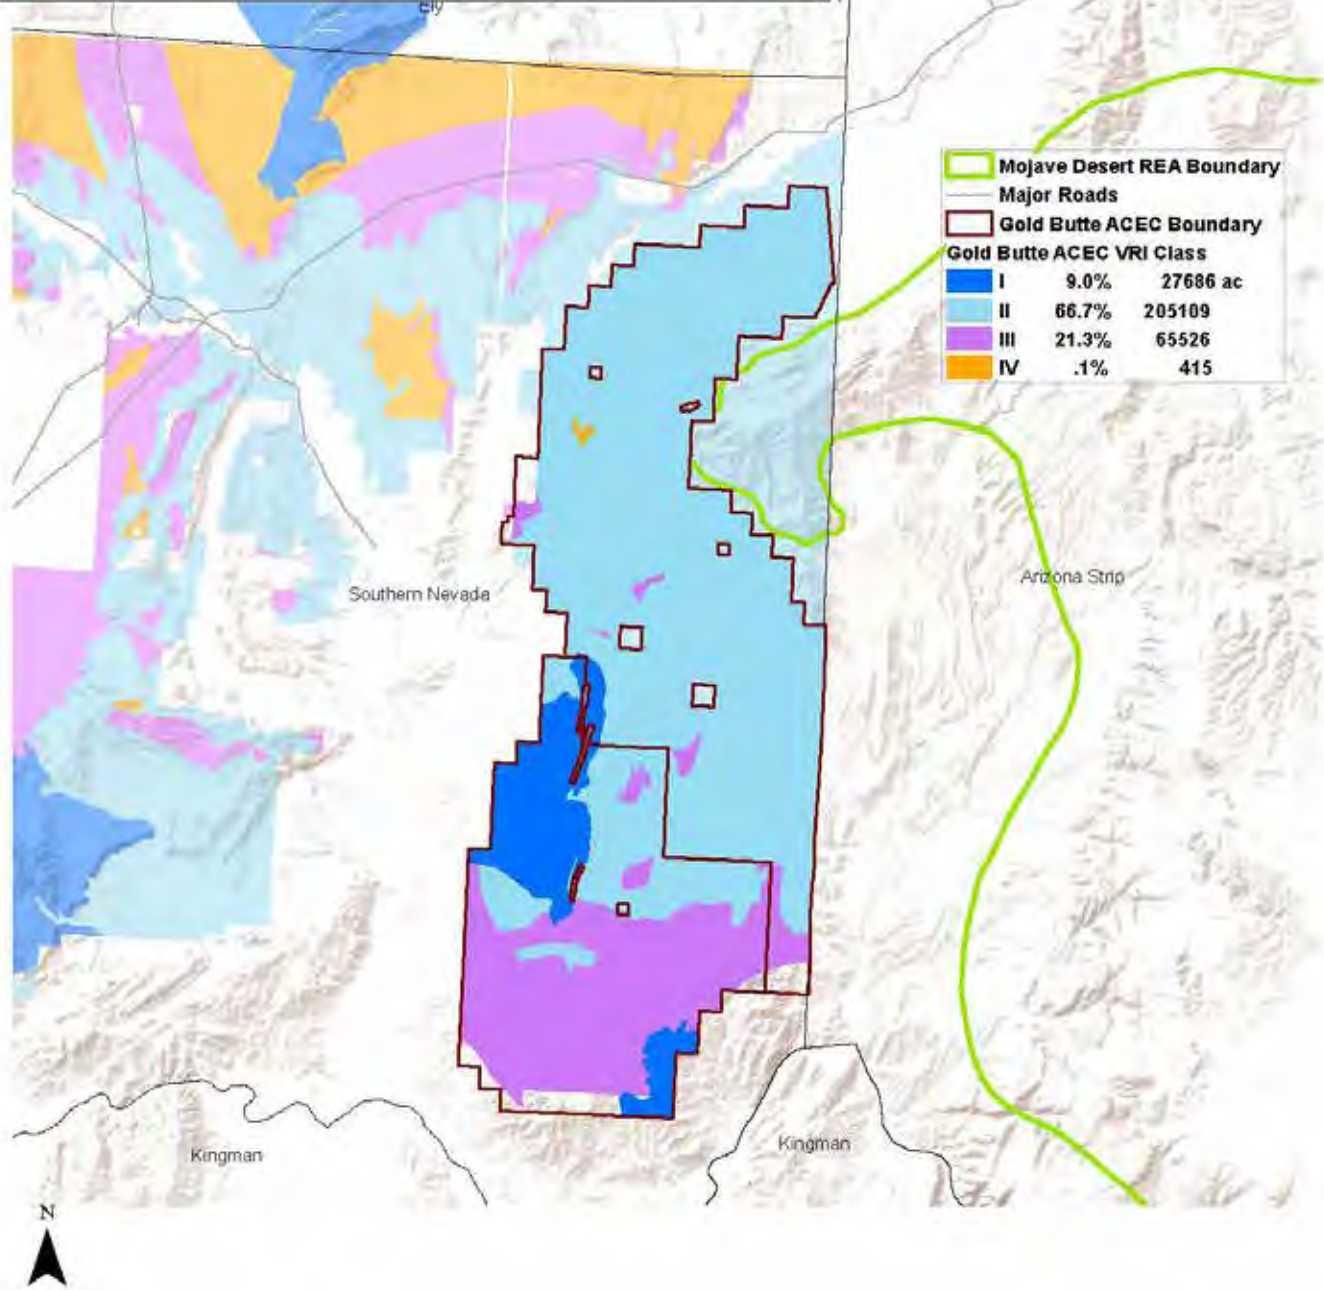 Ely
Mojave Desert REA Boundary
Major Roads
Gold Butte ACEC Boundary
Gold Butte ACEC VRI Class
I 9.0% 27686 ac
II 66.7% 205109
III 21.3% 65526
IV .1% 415
Arizona Strip
Southern Nevada
Kingman
Kingman
N